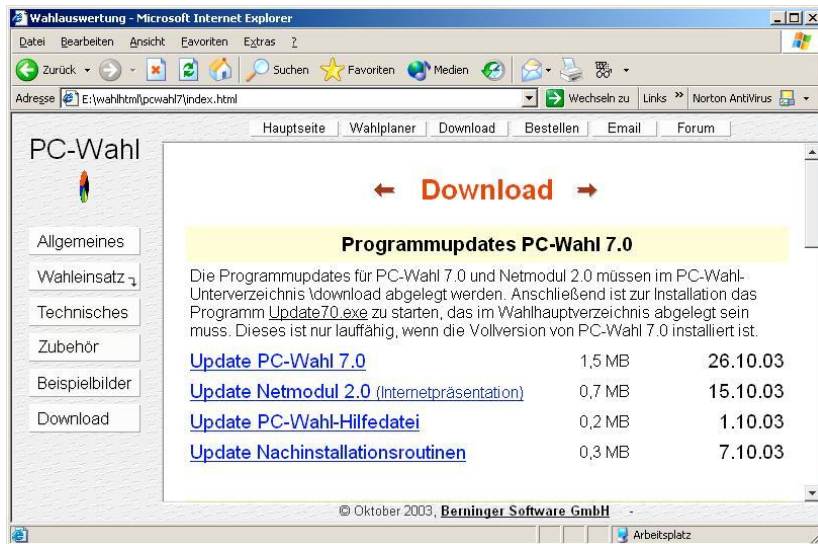 Wahlauswertung - Microsoft Internet Explorer
Datei Bearbeiten Ansicht Favoriten Extras ?
Zurück Suchen Favoriten Medien
Adresse E:\wahlhtml\pcwahl7\index.html Wechseln zu Links » Norton AntiVirus
Hauptseite Wahlplaner Download Bestellen Email Forum
PC-Wahl
Allgemeines
Wahleinsatz
Technisches
Zubehör
Beispielbilder
Download
← Download →
Programmupdates PC-Wahl 7.0
Die Programmupdates für PC-Wahl 7.0 und Netmodul 2.0 müssen im PC-Wahl-
Unterverzeichnis \download abgelegt werden. Anschließend ist zur Installation das
Programm Update70.exe zu starten, das im Wahlhauptverzeichnis abgelegt sein
muss. Dieses ist nur lauffähig, wenn die Vollversion von PC-Wahl 7.0 installiert ist.
Update PC-Wahl 7.0 1,5 MB 26.10.03
Update Netmodul 2.0 (Internetpräsentation) 0,7 MB 15.10.03
Update PC-Wahl-Hilfedatei 0,2 MB 1.10.03
Update Nachinstallationsroutinen 0,3 MB 7.10.03
© Oktober 2003, Berninger Software GmbH -
Arbeitsplatz